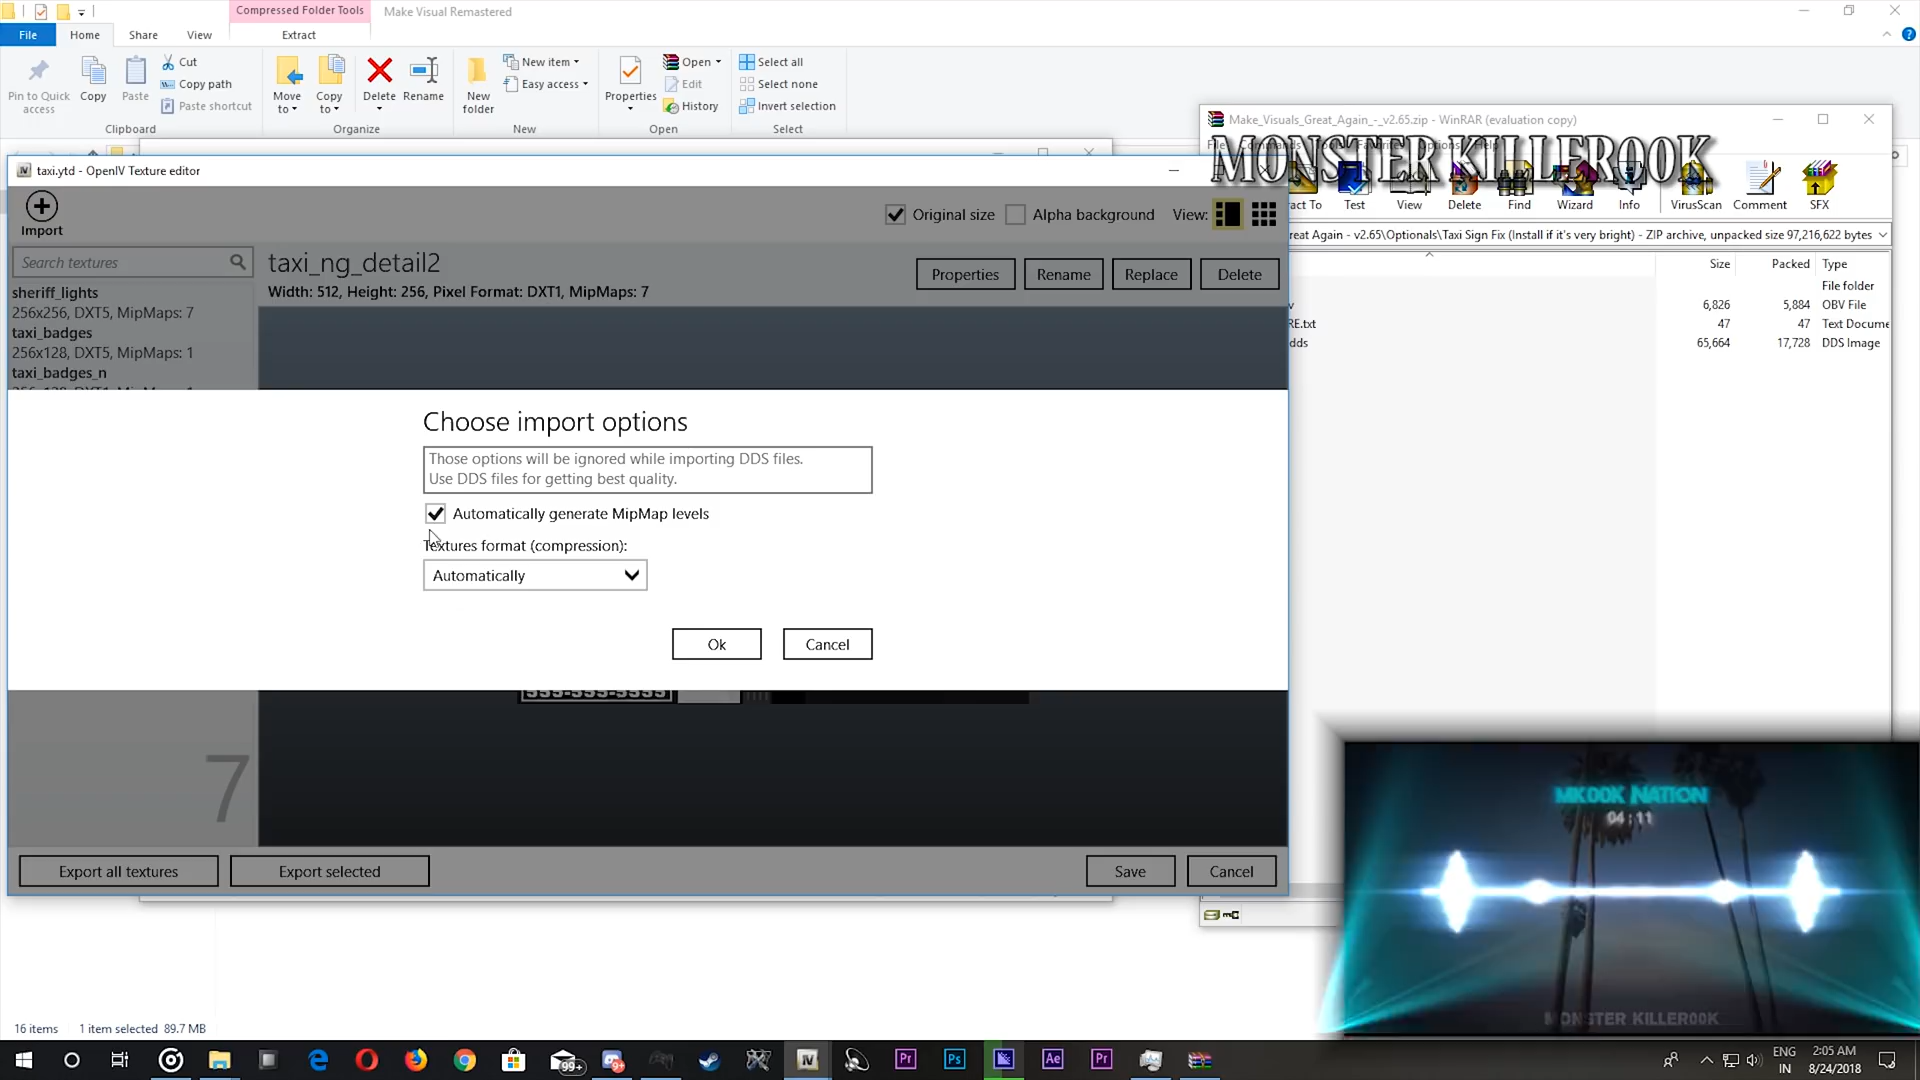 Compressed Folder Tools
Make Visual Remastered
File
Home
Share
View
Extract
Pin to Quick access
Copy
Paste
Cut
Copy path
Paste shortcut
Move to
Copy to
Delete
Rename
New folder
New item
Easy access
Properties
Open
Edit
History
Select all
Select none
Invert selection
Clipboard
Organize
New
Open
Select
Make_Visuals_Great_Again_-_v2.65.zip - WinRAR (evaluation copy)
MONSTER KILLER00K
Test
View
Delete
Find
Wizard
Info
VirusScan
Comment
SFX
reat Again - v2.65\Optionals\Taxi Sign Fix (Install if it's very bright) - ZIP archive, unpacked size 97,216,622 bytes
Size
Packed
Type
File folder
6,826
5,884
OBV File
RE.txt
47
47
Text Docume
dds
65,664
17,728
DDS Image
taxi.ytd - OpenIV Texture editor
Import
Original size
Alpha background
View:
Search textures
taxi_ng_detail2
Width: 512, Height: 256, Pixel Format: DXT1, MipMaps: 7
Properties
Rename
Replace
Delete
sheriff_lights
256x256, DXT5, MipMaps: 7
taxi_badges
256x128, DXT5, MipMaps: 1
taxi_badges_n
Choose import options
Those options will be ignored while importing DDS files.
Use DDS files for getting best quality.
Automatically generate MipMap levels
Textures format (compression):
Automatically
Ok
Cancel
555-555-5555
7
Export all textures
Export selected
Save
Cancel
MK00K NATION
04:11
MONSTER KILLER00K
16 items
1 item selected 89.7 MB
99+
9+
ENG
IN
2:05 AM
8/24/2018